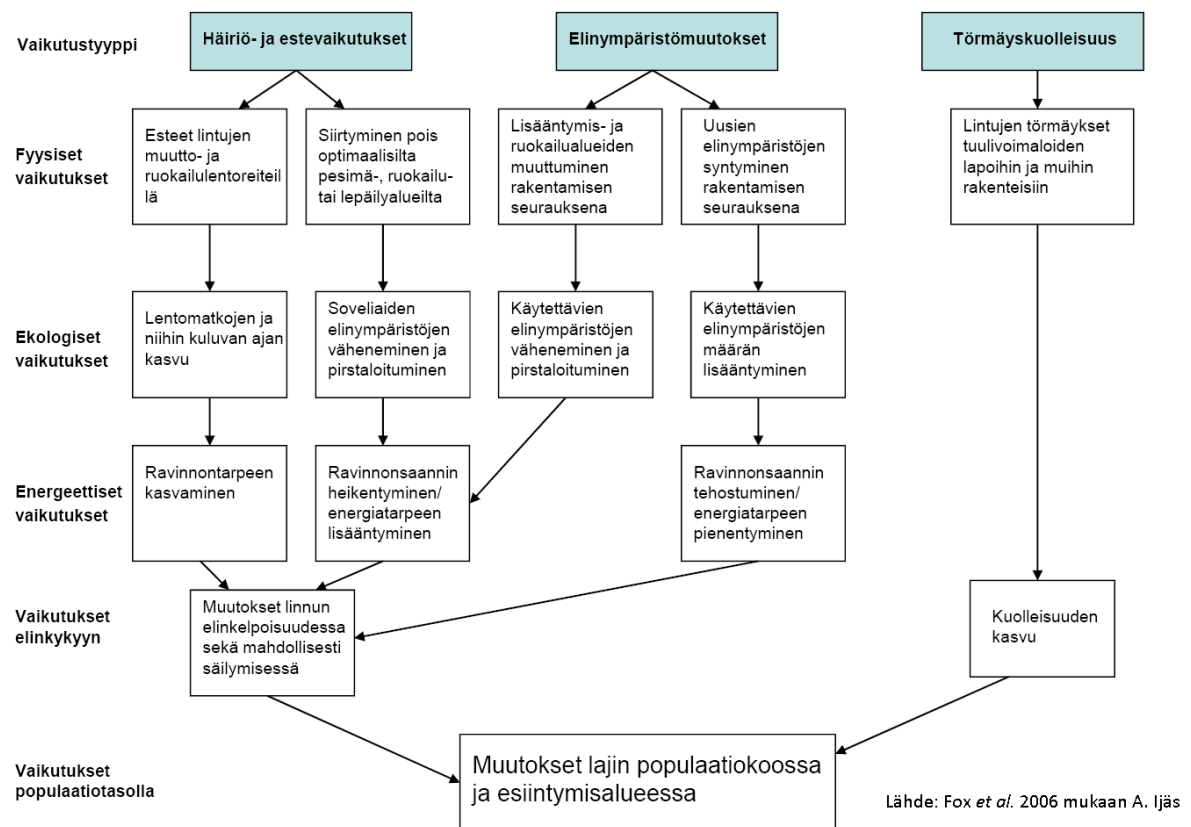 Vaikutustyyppi
Häiriö- ja estevaikutukset
Elinympäristömuutokset
Törmäyskuolleisuus
Fyysiset
vaikutukset
Esteet lintujen
muutto- ja
ruokailulentoreiteil
lä
Siirtyminen pois
optimaalisilta
pesimä-, ruokailu-
tai lepäilyalueilta
Lisääntymis- ja
ruokailualueiden
muuttuminen
rakentamisen
seurauksena
Uusien
elinympäristöjen
syntyminen
rakentamisen
seurauksena
Lintujen törmäykset
tuulivoimaloiden
lapoihin ja muihin
rakenteisiin
Ekologiset
vaikutukset
Lentomatkojen ja
niihin kuluvan ajan
kasvu
Soveliaiden
elinympäristöjen
väheneminen ja
pirstaloituminen
Käytettävien
elinympäristöjen
väheneminen ja
pirstaloituminen
Käytettävien
elinympäristöjen
määrän
lisääntyminen
Energeettiset
vaikutukset
Ravinnontarpeen
kasvaminen
Ravinnonsaannin
heikentyminen/
energiatarpeen
lisääntyminen
Ravinnonsaannin
tehostuminen/
energiatarpeen
pienentyminen
Vaikutukset
elinkykyyn
Muutokset linnun
elinkelpoisuudessa
sekä mahdollisesti
säilymisessä
Kuolleisuuden
kasvu
Vaikutukset
populaatiotasolla
Muutokset lajin populaatiokoossa
ja esiintymisalueessa
Lähde: Fox et al. 2006 mukaan A. Ijäs